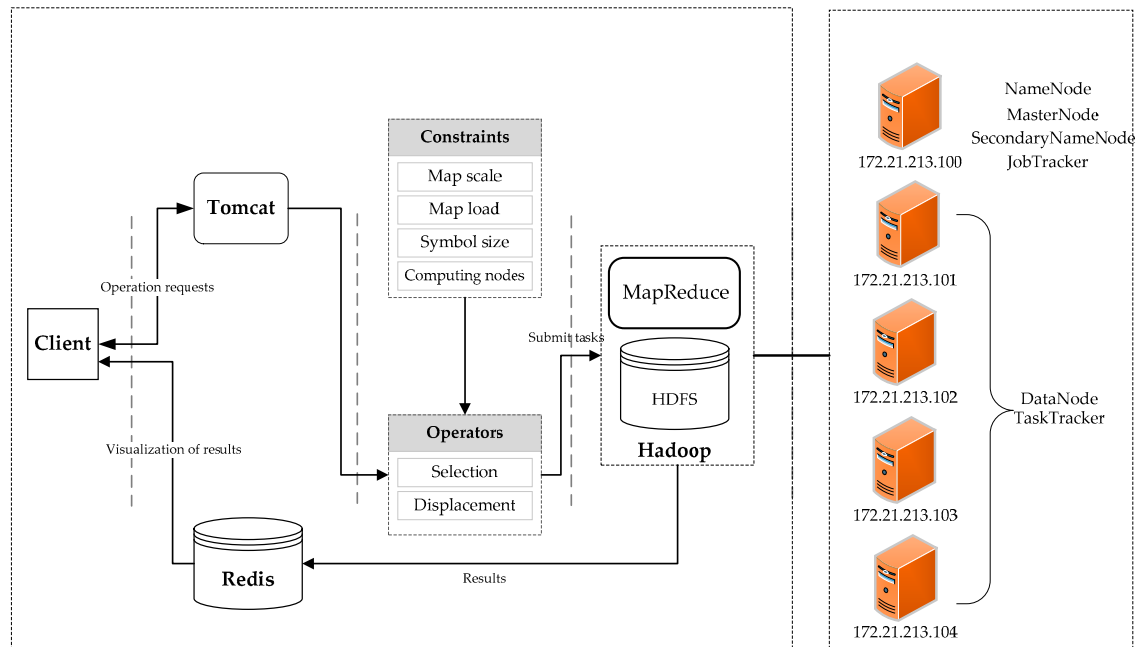 Constraints
Map scale
Map load
Symbol size
Computing nodes
Tomcat
Operation requests
Client
Visualization of results
Redis
Operators
Selection
Displacement
Submit tasks
MapReduce
HDFS
Hadoop
Results
NameNode
MasterNode
SecondaryNameNode
JobTracker
172.21.213.100
172.21.213.101
172.21.213.102
172.21.213.103
172.21.213.104
DataNode
TaskTracker